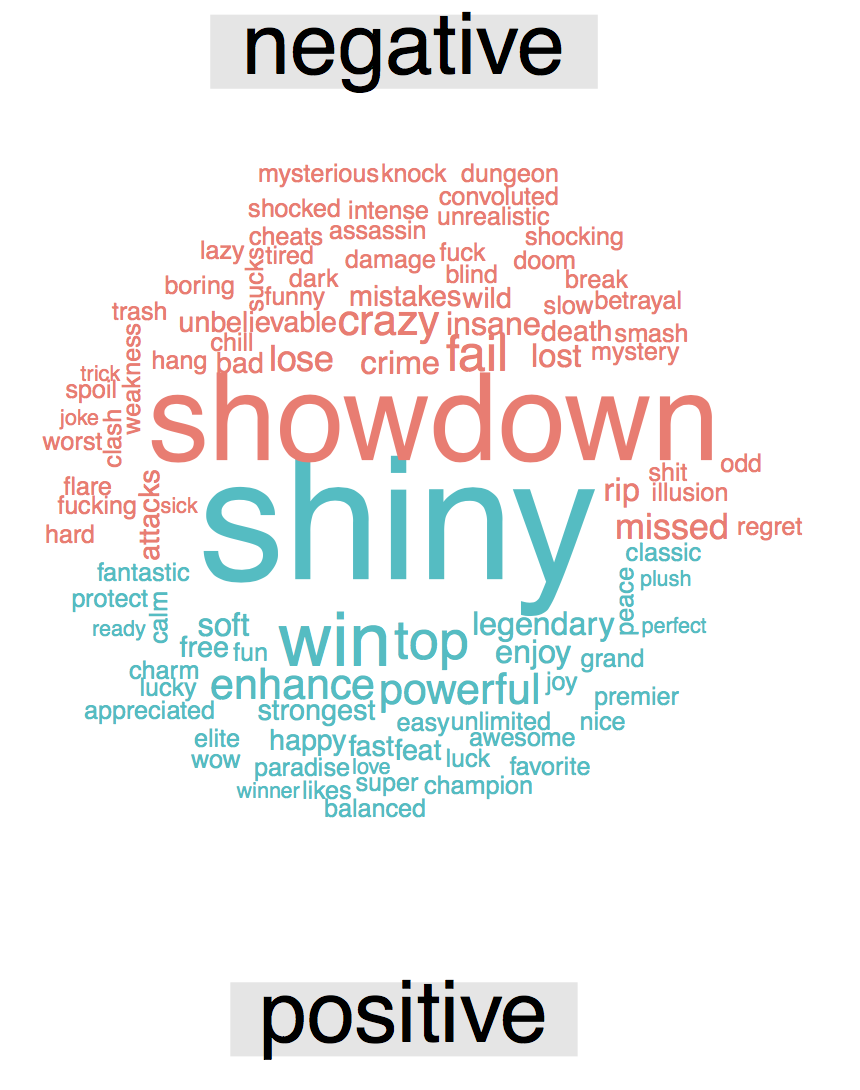 negative
mysterious knock dungeon
convoluted
shocked intense unrealistic
cheats assassin shocking
lazy sucks tired damage fuck doom
boring dark blind break
funny mistakes wild slow betrayal
trash unbelievable crazy insane death smash
chill
weakness hang bad lose crime fail lost mystery
trick
spoil
joke clash showdown
worst
odd
shit
flare attacks sick shiny rip illusion
fucking
hard missed regret
classic
fantastic peace plush
protect calm
ready soft win top legendary perfect
free fun enjoy grand
charm
lucky enhance powerful joy premier
appreciated strongest easy unlimited nice
elite happy fast feat awesome
wow paradise love luck favorite
winner likes super champion
balanced
positive